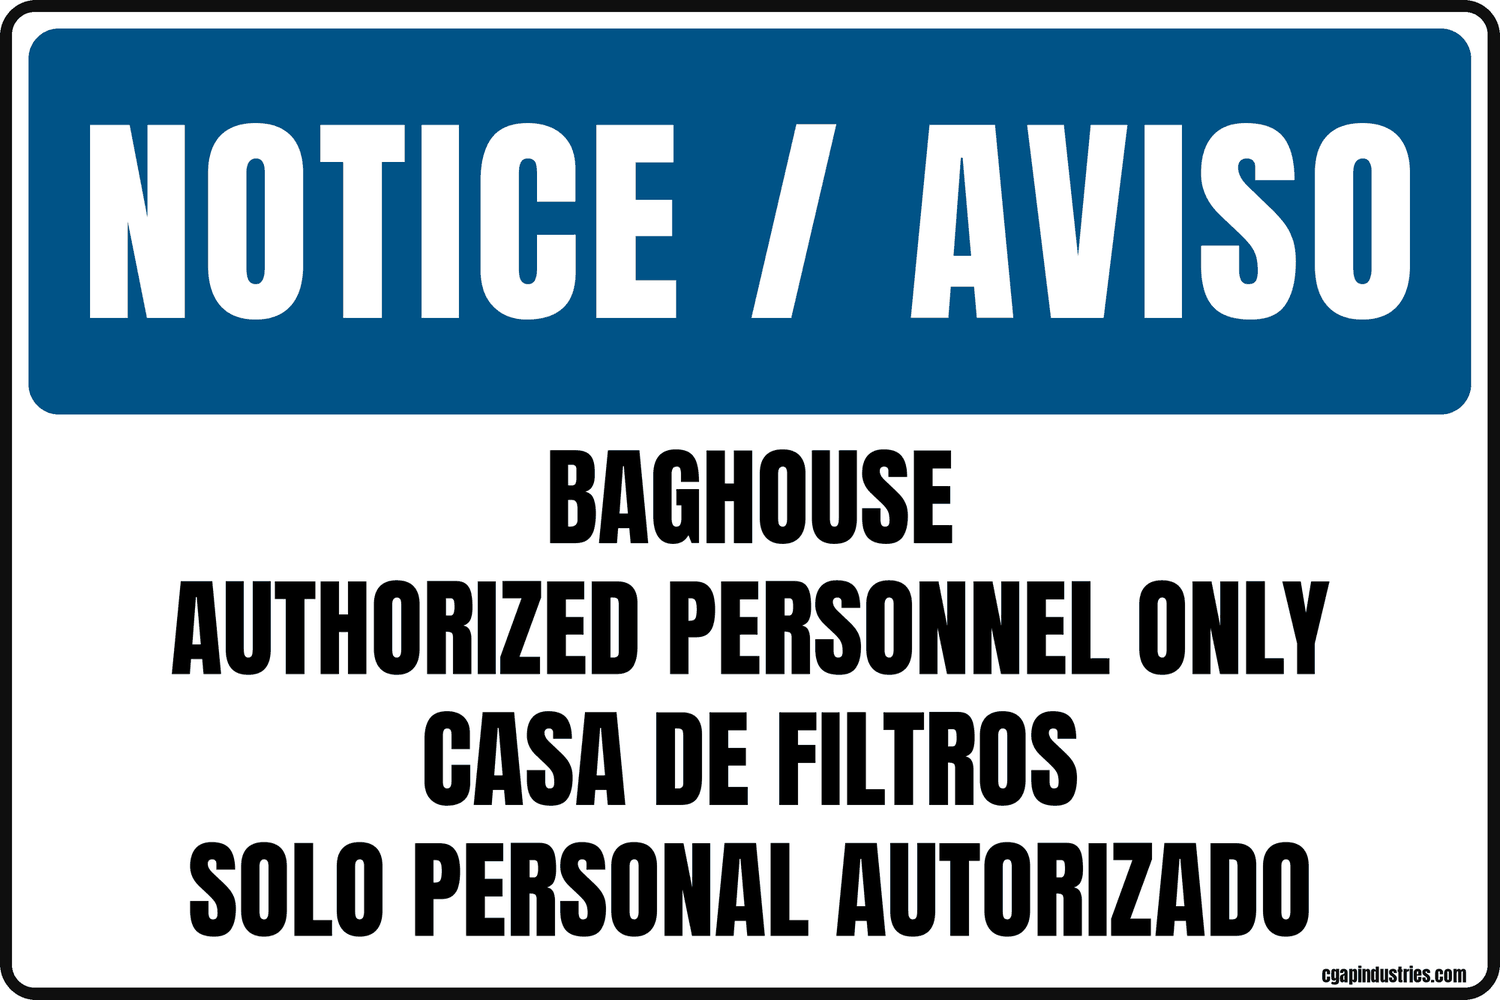 NOTICE / AVISO
BAGHOUSE
AUTHORIZED PERSONNEL ONLY
CASA DE FILTROS
SOLO PERSONAL AUTORIZADO
cgapindustries.com